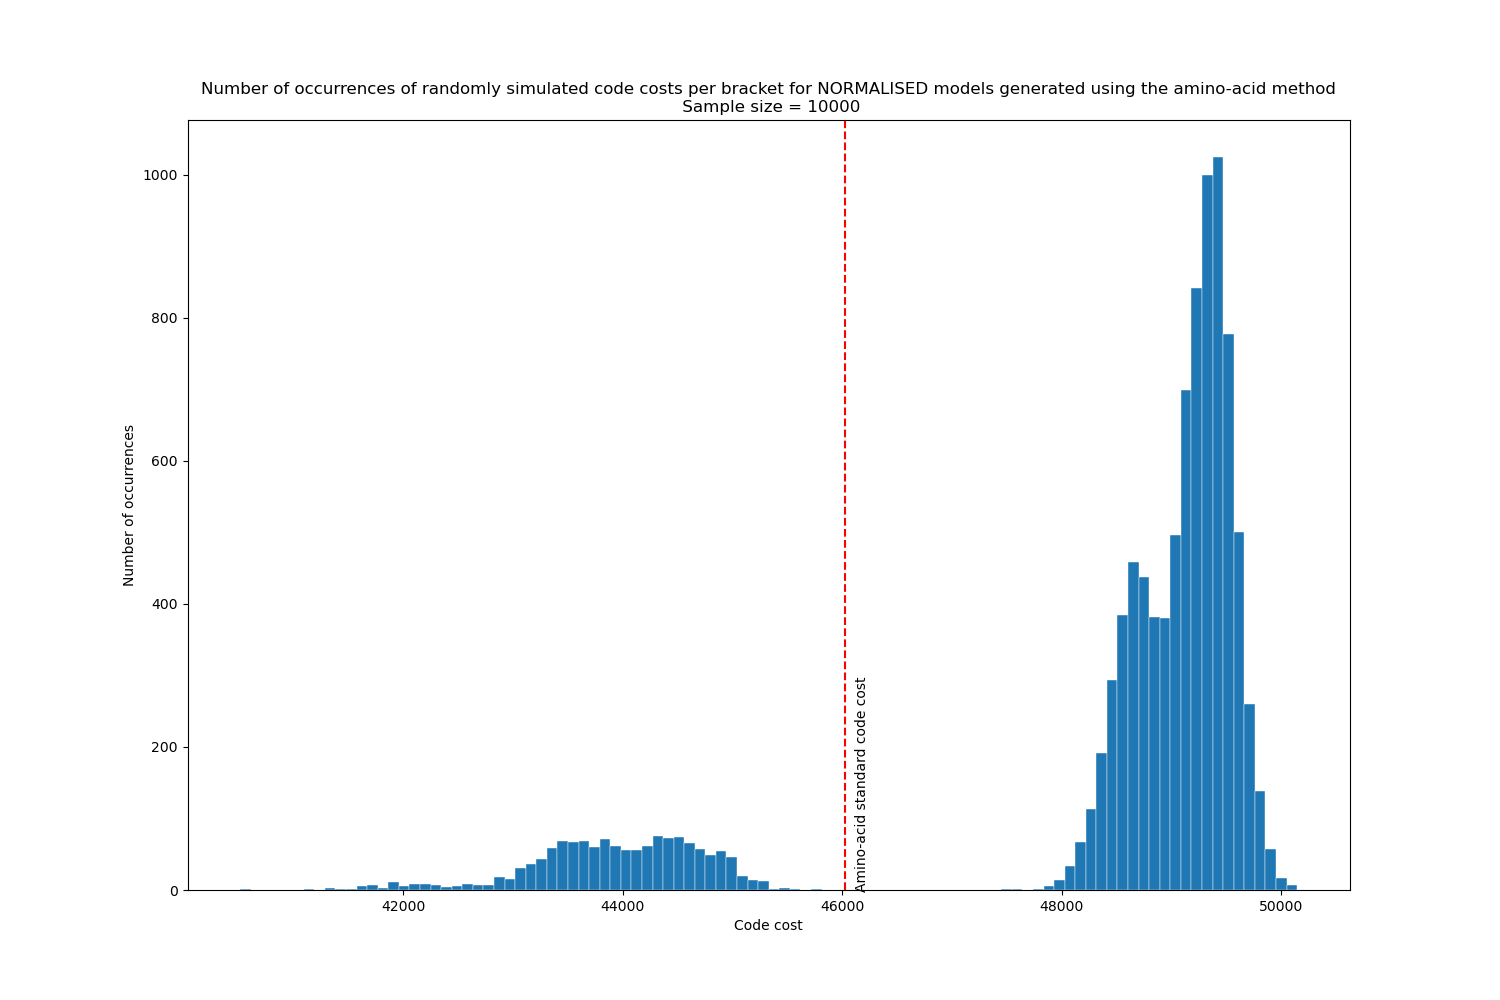 Number of occurrences of randomly simulated code costs per bracket for NORMALISED models generated using the amino-acid method
Sample size = 10000
1000
800
600
400
200
0
Number of occurrences
Amino-acid standard code cost
42000
44000
46000
48000
50000
Code cost